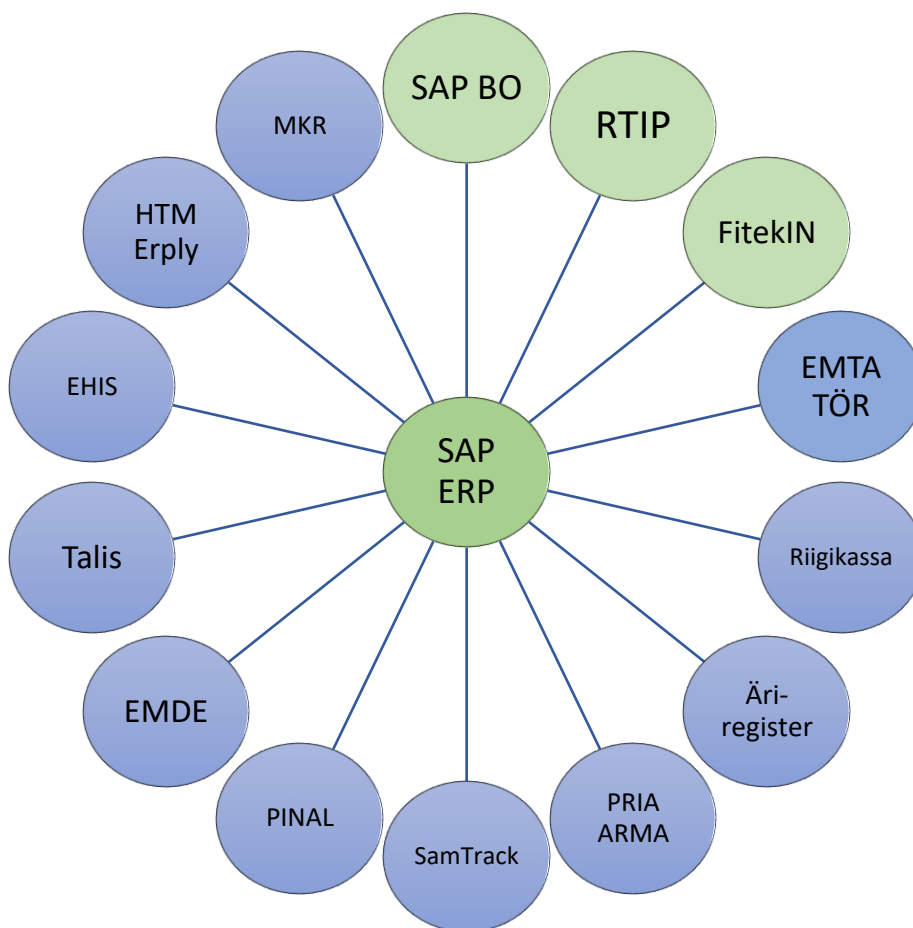 SAP BO
RTIP
FitekIN
EMTA
TÖR
Riigikassa
Äri-
register
PRIA
ARMA
SamTrack
PINAL
EMDE
Talis
EHIS
HTM
Erply
MKR
SAP
ERP